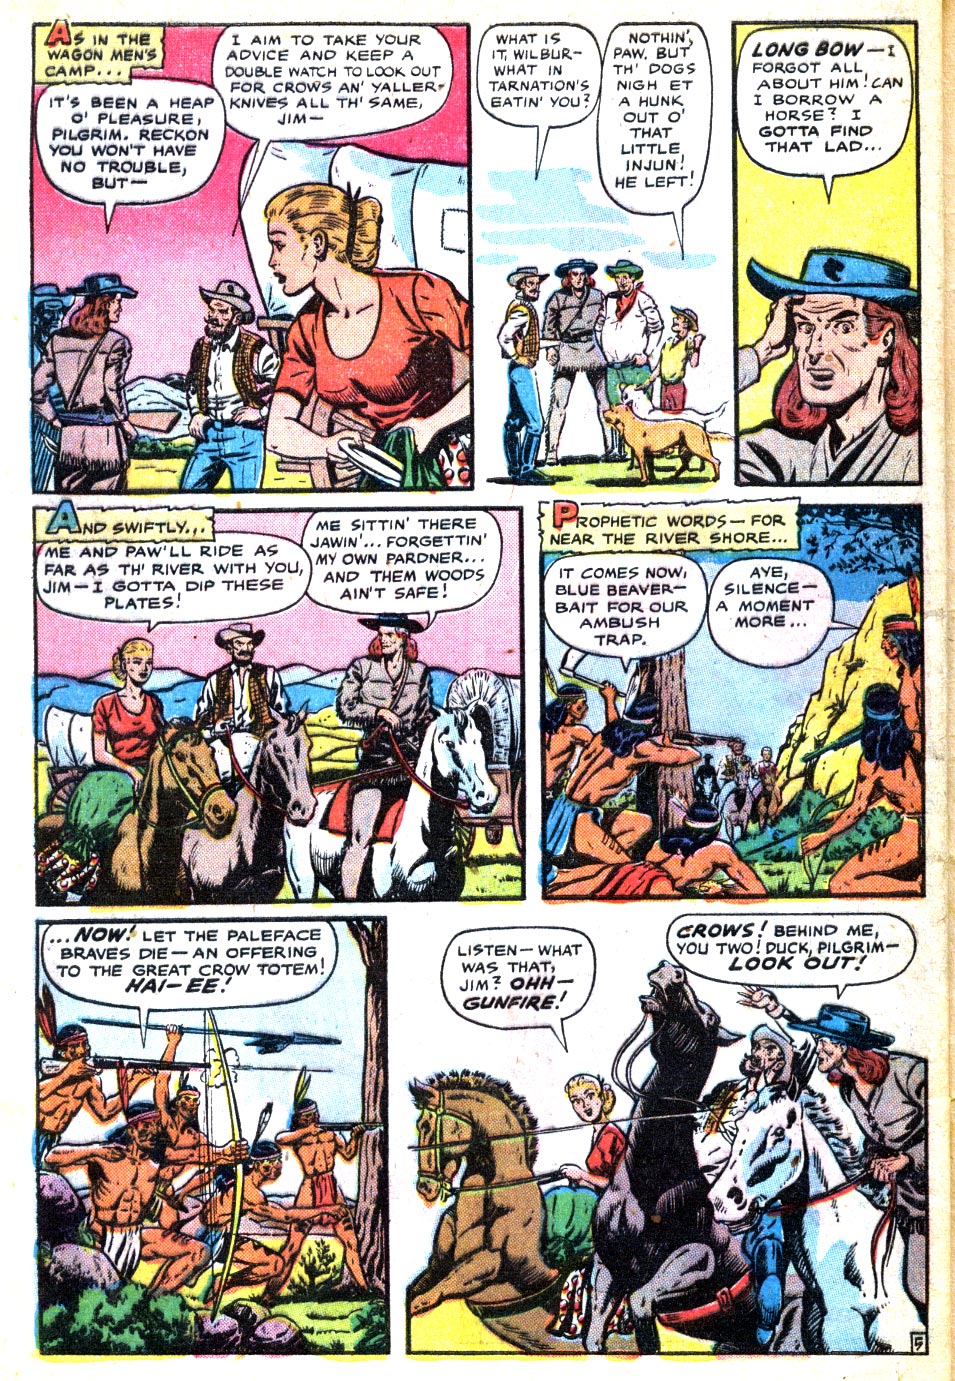 AS IN THE
WAGON MEN'S
CAMP...
IT'S BEEN A HEAP
O' PLEASURE,
PILGRIM. RECKON
YOU WON'T HAVE
NO TROUBLE,
BUT—
I AIM TO TAKE YOUR
ADVICE AND KEEP A
DOUBLE WATCH TO LOOK OUT
FOR CROWS AN' YALLER-
KNIVES ALL TH' SAME,
JIM—
WHAT IS
IT, WILBUR—
WHAT IN
TARNATION'S
EATIN' YOU?
NOTHIN',
PAW. BUT
TH' DOGS
NIGH ET
A HUNK
OUT O'
THAT
LITTLE
INJUN!
HE LEFT!
LONG BOW—I
FORGOT ALL
ABOUT HIM! CAN
I BORROW A
HORSE? I
GOTTA FIND
THAT LAD...
AND SWIFTLY...
ME AND PAW'LL RIDE AS
FAR AS TH' RIVER WITH YOU,
JIM—I GOTTA DIP THESE
PLATES!
ME SITTIN' THERE
JAWIN'... FORGETTIN'
MY OWN PARDNER...
AND THEM WOODS
AIN'T SAFE!
PROPHETIC WORDS—FOR
NEAR THE RIVER SHORE...
IT COMES NOW,
BLUE BEAVER—
BAIT FOR OUR
AMBUSH
TRAP.
AYE,
SILENCE—
A MOMENT
MORE...
...NOW! LET THE PALEFACE
BRAVES DIE—AN OFFERING
TO THE GREAT CROW TOTEM!
HAI—EE!
LISTEN—WHAT
WAS THAT,
JIM? OHH—
GUNFIRE!
CROWS! BEHIND ME,
YOU TWO! DUCK, PILGRIM—
LOOK OUT!
5